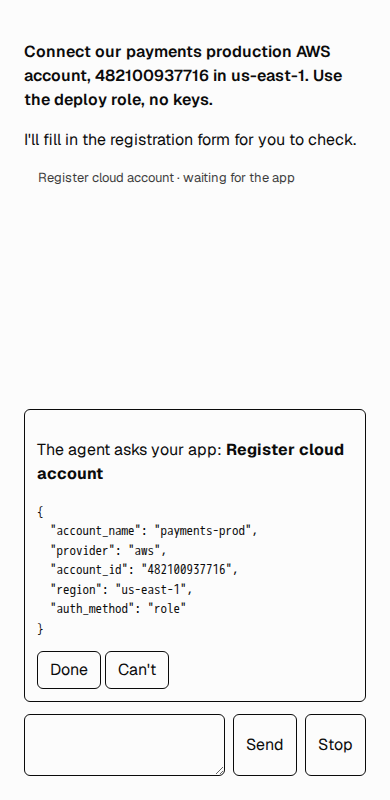 Connect our payments production AWS
account, 482100937716 in us-east-1. Use
the deploy role, no keys.
I'll fill in the registration form for you to check.
Register cloud account · waiting for the app
The agent asks your app: Register cloud
account
{
  "account_name": "payments-prod",
  "provider": "aws",
  "account_id": "482100937716",
  "region": "us-east-1",
  "auth_method": "role"
}
Done Can't
Send Stop